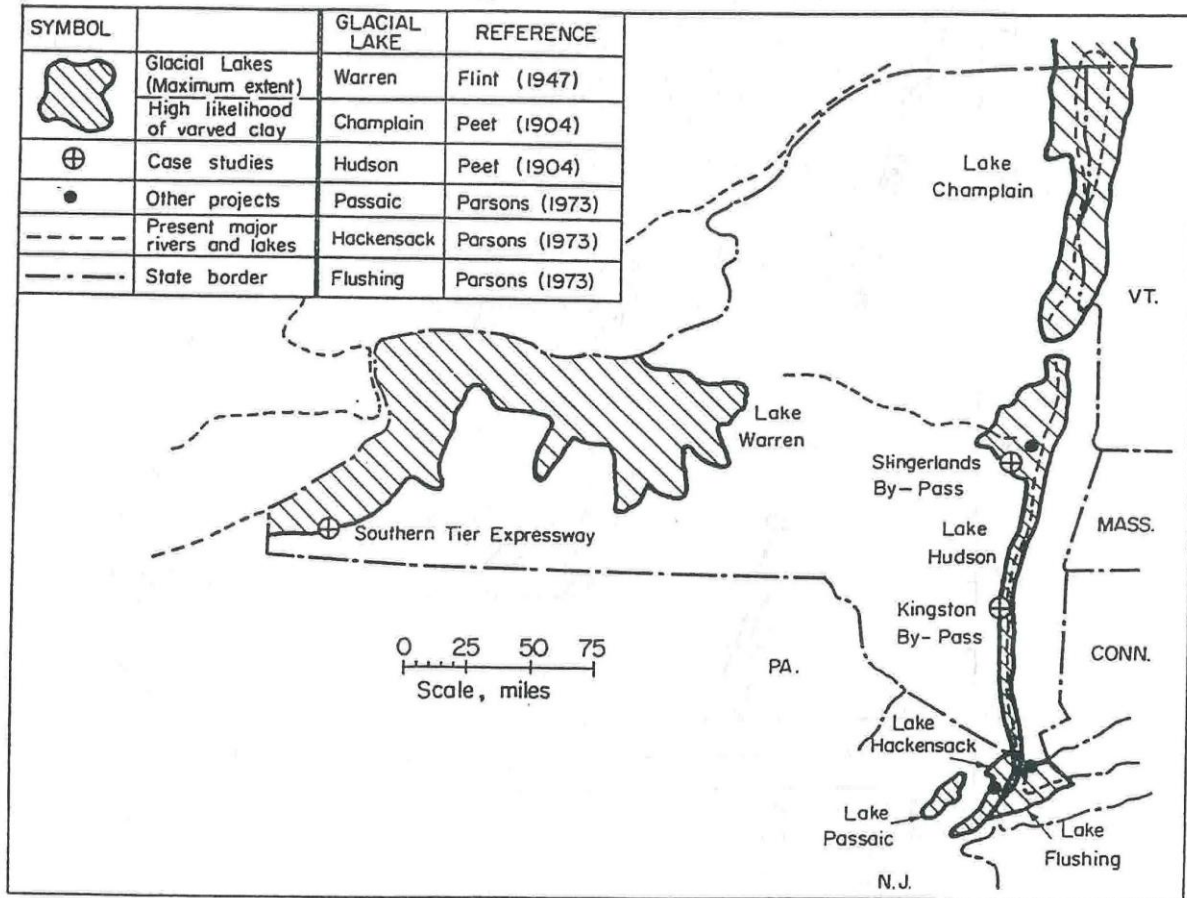 SYMBOL
GLACIAL
LAKE
REFERENCE
Glacial Lakes
(Maximum extent)
Warren
Flint (1947)
High likelihood
of varved clay
Champlain
Peet (1904)
Case studies
Hudson
Peet (1904)
Other projects
Passaic
Parsons (1973)
Present major
rivers and lakes
Hackensack
Parsons (1973)
State border
Flushing
Parsons (1973)
Lake
Champlain
VT.
Lake
Warren
Slingerlands
By-Pass
Southern Tier Expressway
MASS.
Lake
Hudson
Kingston
By-Pass
0 25 50 75
Scale, miles
PA.
CONN.
Lake
Hackensack
Lake
Passaic
Lake
Flushing
N.J.